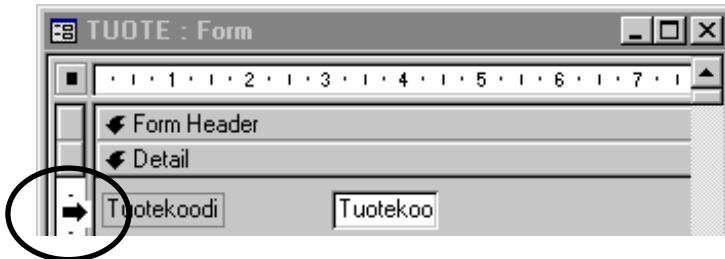 TUOTE : Form
1 2 3 4 5 6 7
Form Header
Detail
Tuotekoodi Tuotekoo